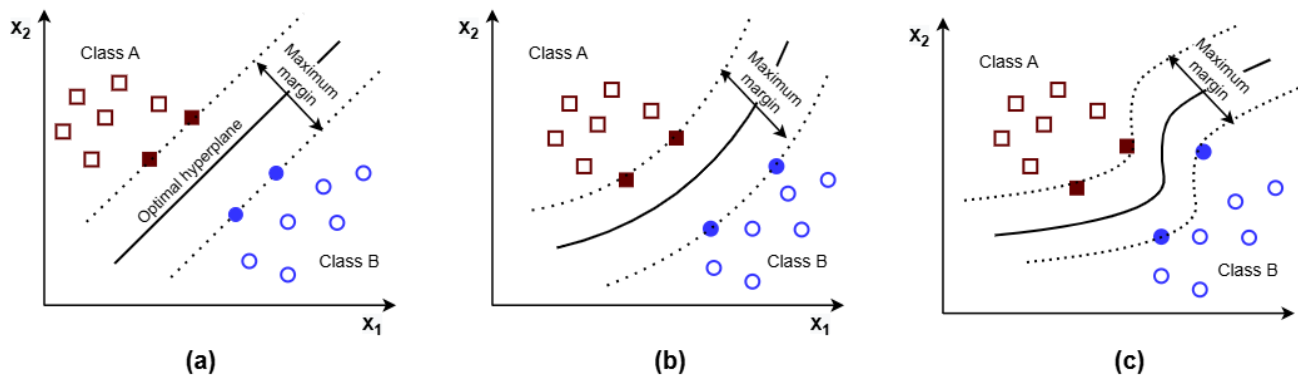 X2
Class A
Maximum
margin
Optimal hyperplane
Class B
X1
(a)
X2
Class A
Maximum
margin
Class B
X1
(b)
X2
Class A
Maximum
margin
Class B
(c)